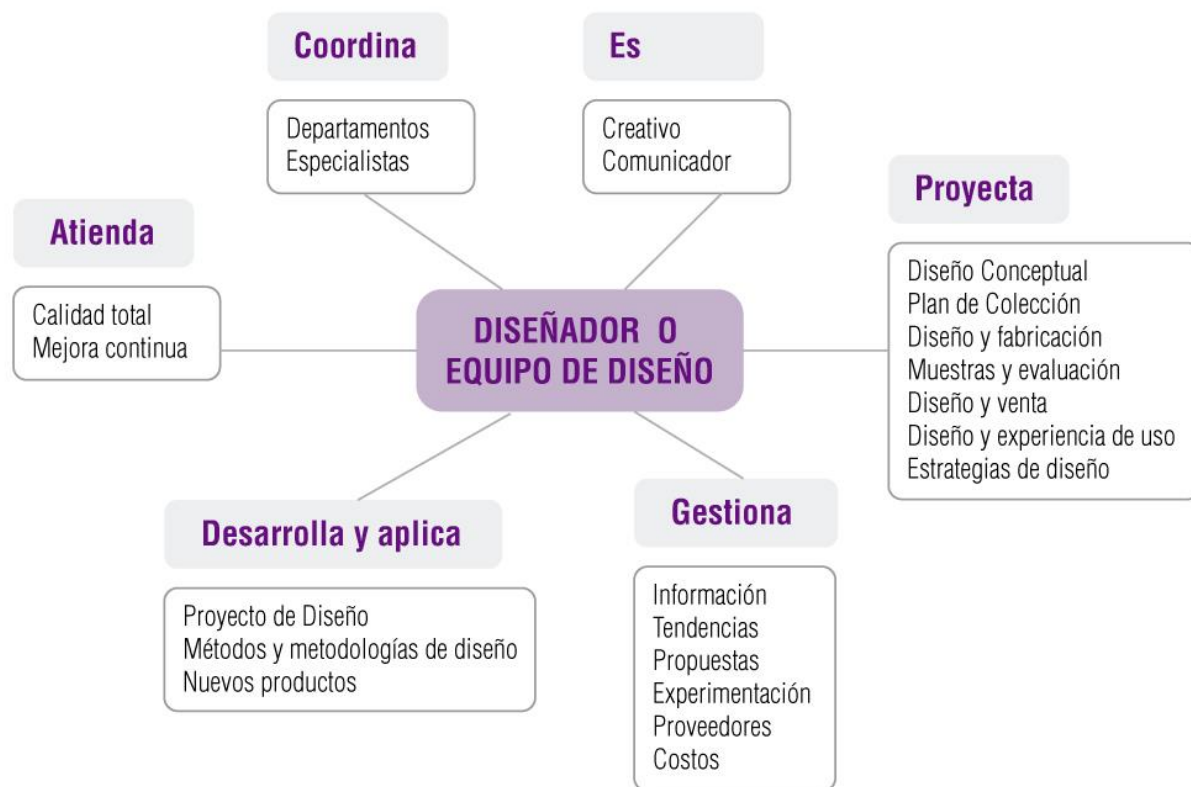 Coordina
Departamentos
Especialistas
Es
Creativo
Comunicador
Proyecta
Diseño Conceptual
Plan de Colección
Diseño y fabricación
Muestras y evaluación
Diseño y venta
Diseño y experiencia de uso
Estrategias de diseño
Atienda
Calidad total
Mejora continua
DISEÑADOR O
EQUIPO DE DISEÑO
Desarrolla y aplica
Proyecto de Diseño
Métodos y metodologías de diseño
Nuevos productos
Gestiona
Información
Tendencias
Propuestas
Experimentación
Proveedores
Costos